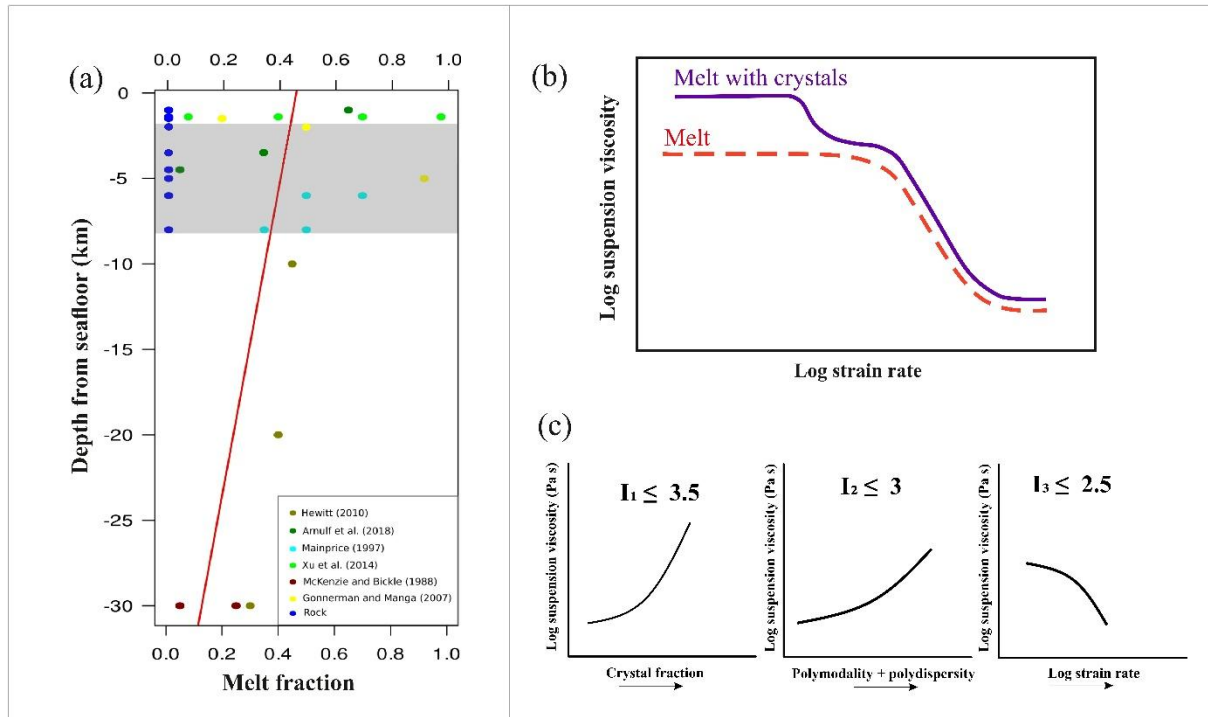 (a)
0.0 0.2 0.4 0.6 0.8 1.0
0
-5
-10
-15
-20
-25
-30
Depth from seafloor (km)
Hewitt (2010)
Arnulf et al. (2018)
Mainprice (1997)
Xu et al. (2014)
McKenzie and Bickle (1988)
Gonnerman and Manga (2007)
Rock
0.0 0.2 0.4 0.6 0.8 1.0
Melt fraction
(b)
Melt with crystals
Melt
Log suspension viscosity
Log strain rate
(c)
Log suspension viscosity (Pa s)
I₁ ≤ 3.5
Crystal fraction
Log suspension viscosity (Pa s)
I₂ ≤ 3
Polymodality + polydispersity
Log suspension viscosity (Pa s)
I₃ ≤ 2.5
Log strain rate